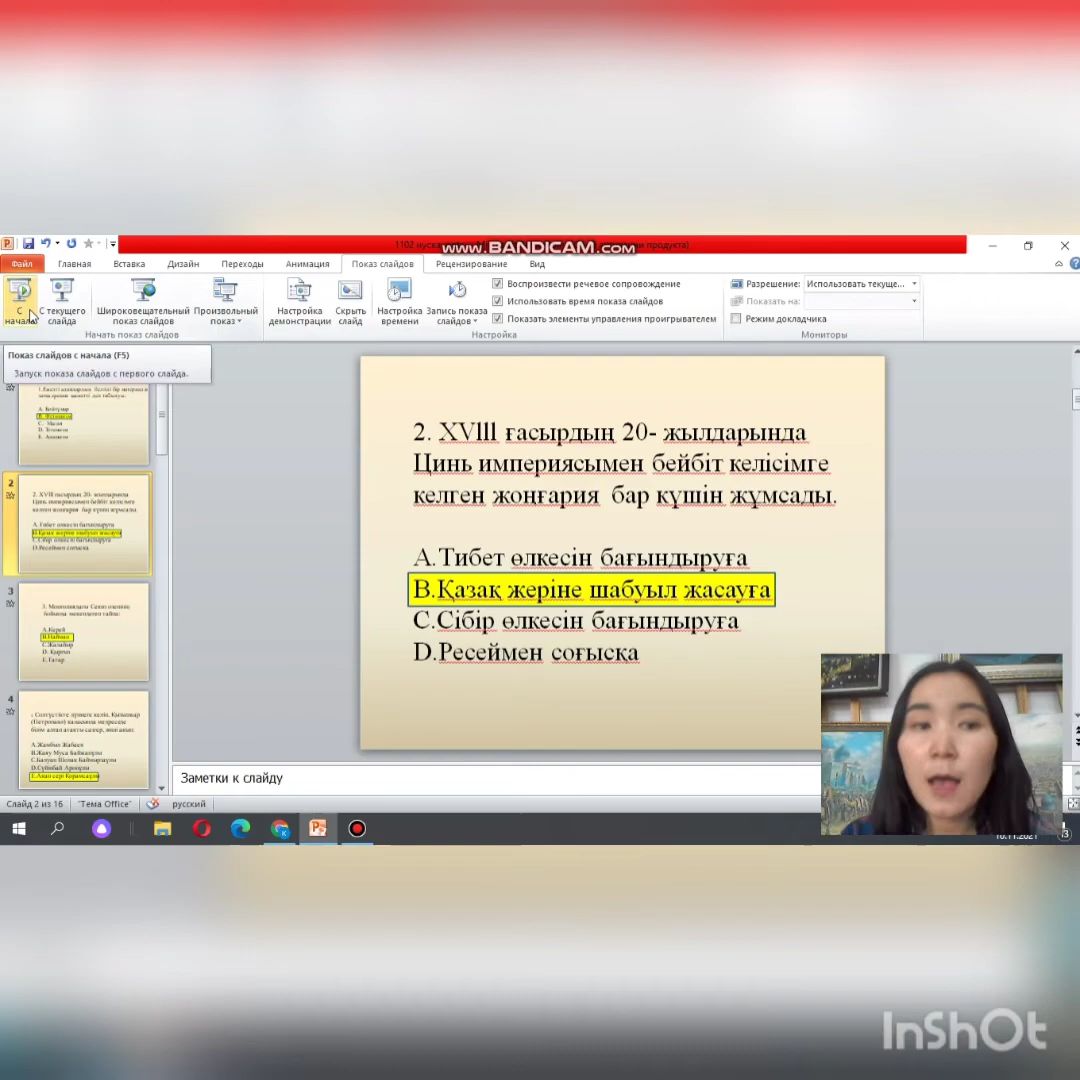 www.BANDICAM.com
Файл Главная Вставка Дизайн Переходы Анимация Показ слайдов Рецензирование Вид
С начала
С текущего слайда
Широковещательный показ слайдов
Произвольный показ
Настройка демонстрации
Скрыть слайд
Настройка времени
Запись показа слайдов
Воспроизвести речевое сопровождение
Использовать время показа слайдов
Показать элементы управления проигрывателем
Разрешение: Использовать текуще...
Показать на:
Режим докладчика
Начать показ слайдов
Настройка
Мониторы
Показ слайдов с начала (F5)
Запуск показа слайдов с первого слайда.
2
3
4
2. XVIII ғасырдың 20- жылдарында
Цинь империясымен бейбіт келісімге
келген жоңғария бар күшін жұмсады.
А.Тибет өлкесін бағындыруға
В.Қазақ жеріне шабуыл жасауға
С.Сібір өлкесін бағындыруға
D.Ресеймен соғысқа
Заметки к слайду
Слайд 2 из 16
"Тема Office"
русский
InShOt